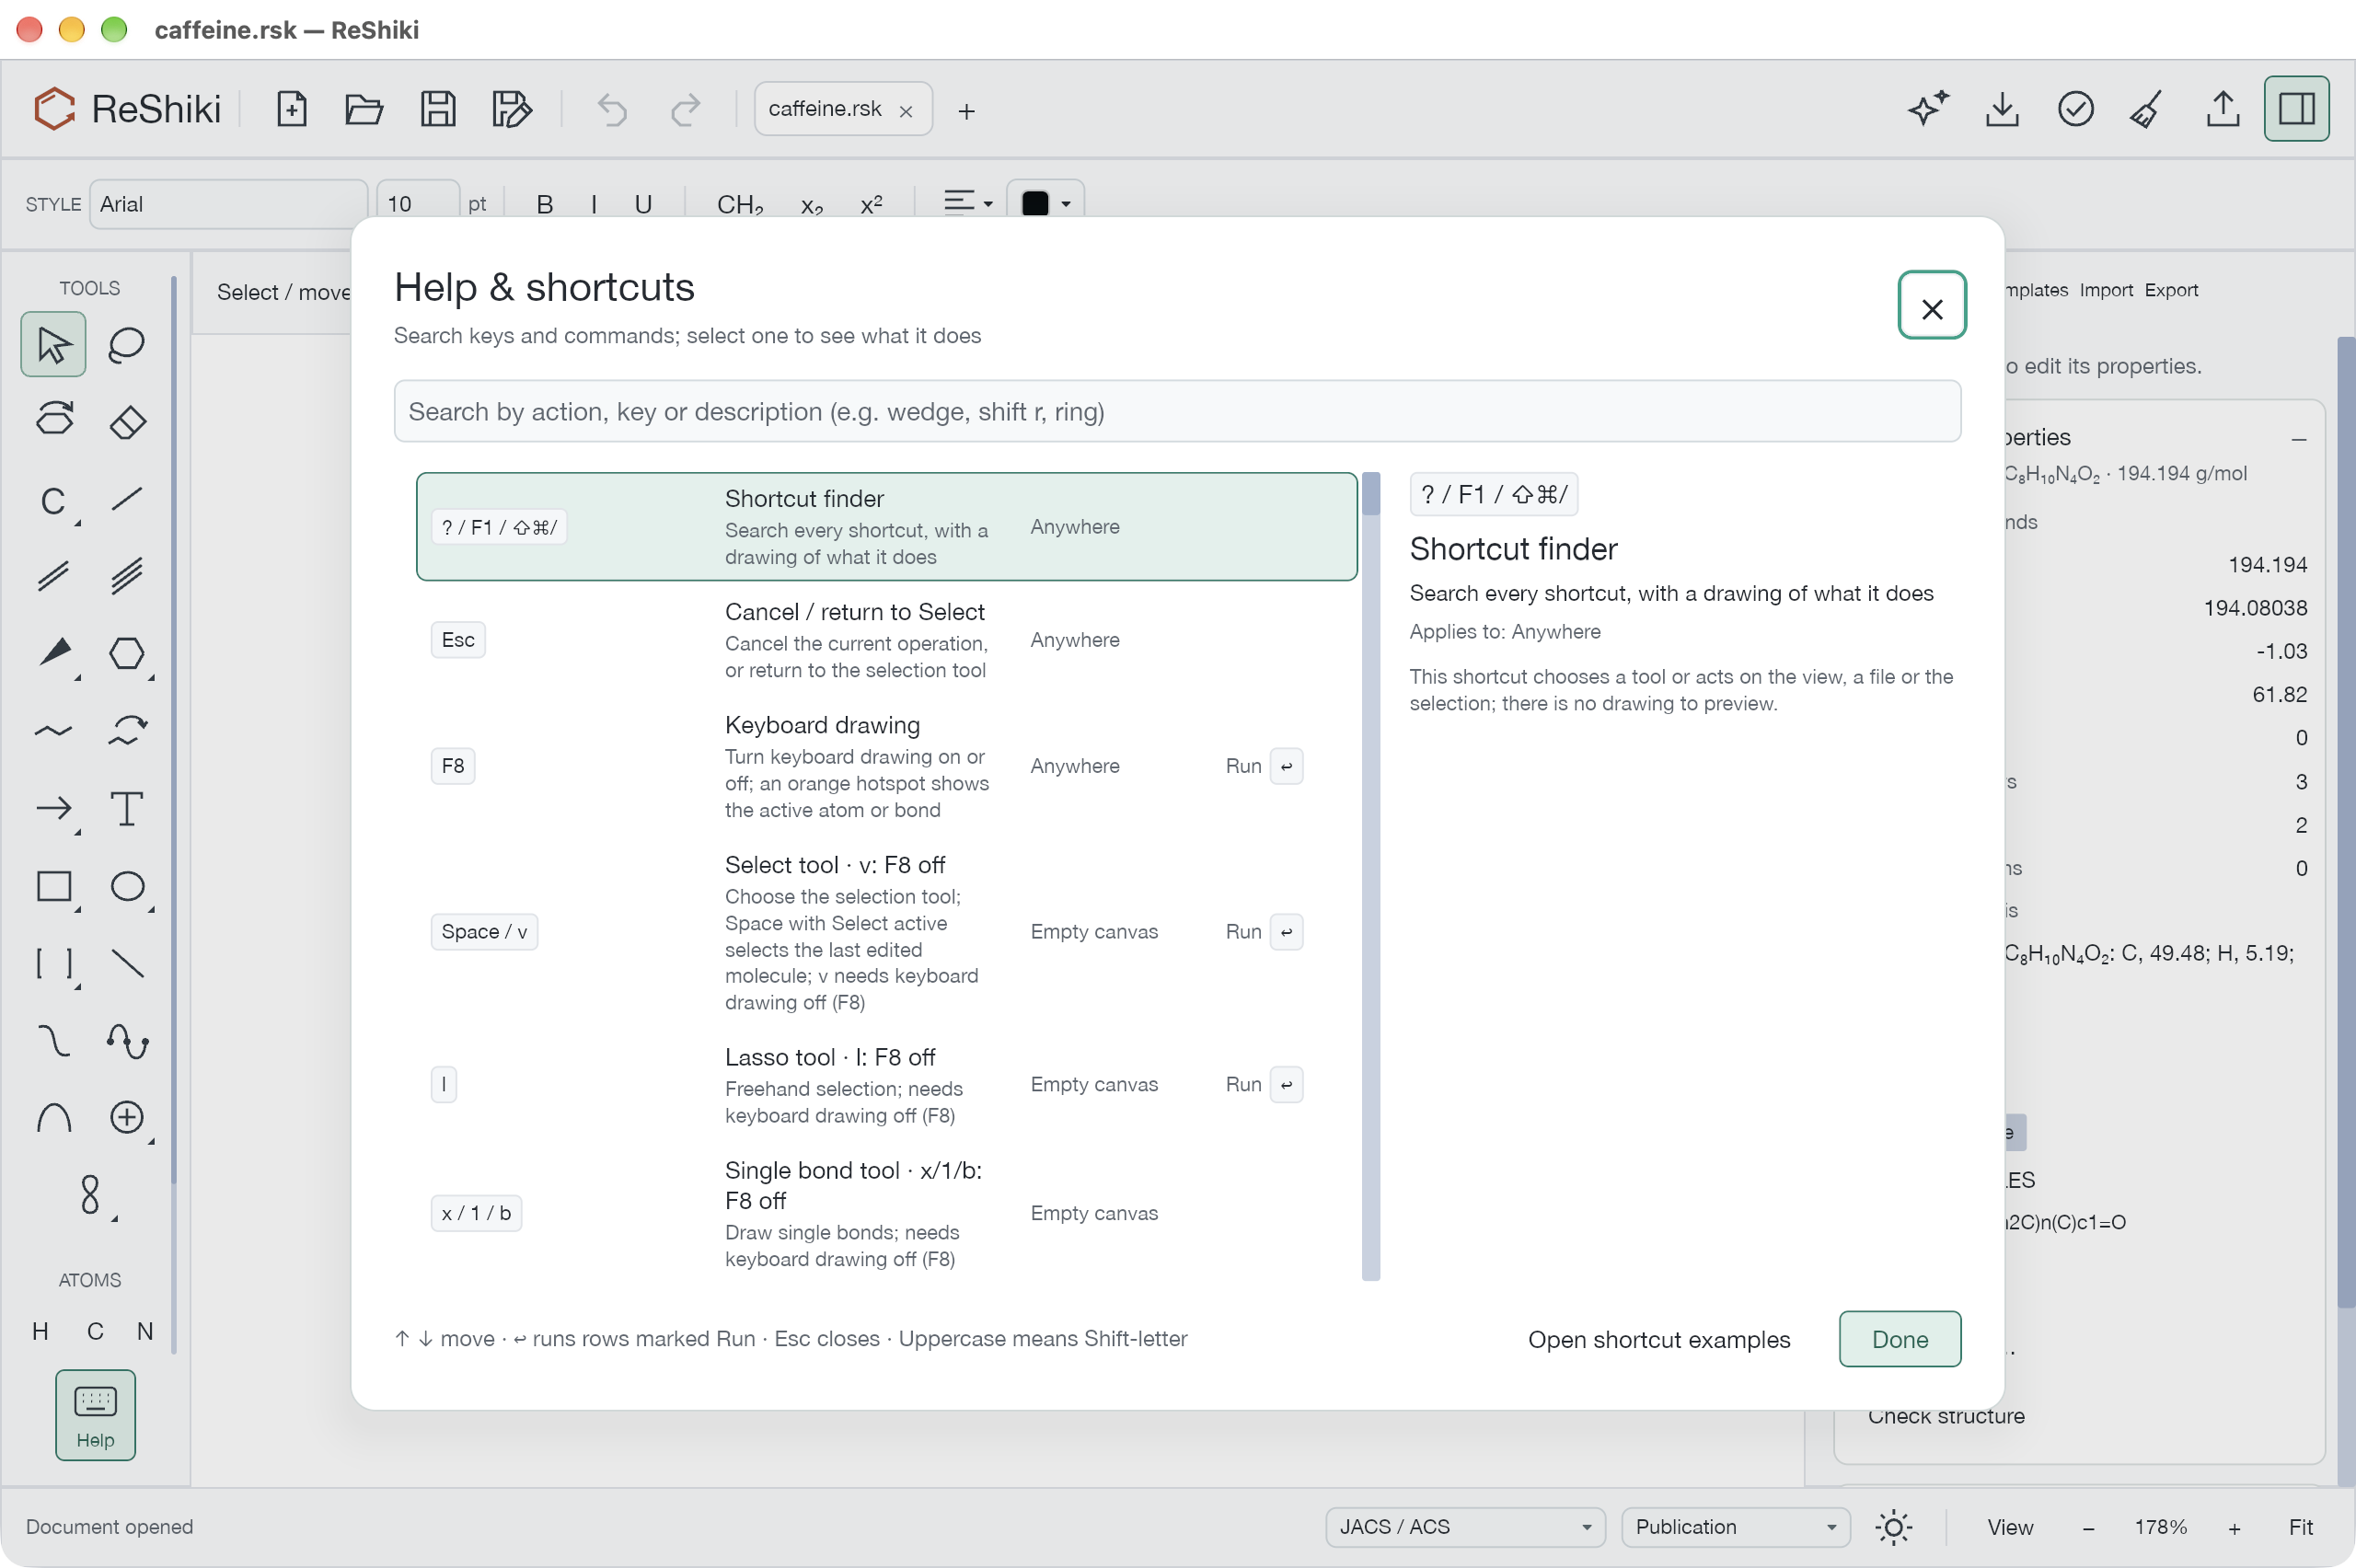 caffeine.rsk — ReShiki
ReShiki
caffeine.rsk ×
+
STYLE
Arial
10
pt
B
I
U
CH₂
x₂
x²
TOOLS
C
T
ATOMS
H
C
N
Help
Select / move
Help & shortcuts
Search keys and commands; select one to see what it does
Search by action, key or description (e.g. wedge, shift r, ring)
? / F1 / ⇧⌘/
Shortcut finder
Search every shortcut, with a
drawing of what it does
Anywhere
Esc
Cancel / return to Select
Cancel the current operation,
or return to the selection tool
Anywhere
F8
Keyboard drawing
Turn keyboard drawing on or
off; an orange hotspot shows
the active atom or bond
Anywhere
Run ↩
Space / v
Select tool · v: F8 off
Choose the selection tool;
Space with Select active
selects the last edited
molecule; v needs keyboard
drawing off (F8)
Empty canvas
Run ↩
l
Lasso tool · l: F8 off
Freehand selection; needs
keyboard drawing off (F8)
Empty canvas
Run ↩
x / 1 / b
Single bond tool · x/1/b:
F8 off
Draw single bonds; needs
keyboard drawing off (F8)
Empty canvas
? / F1 / ⇧⌘/
Shortcut finder
Search every shortcut, with a drawing of what it does
Applies to: Anywhere
This shortcut chooses a tool or acts on the view, a file or the
selection; there is no drawing to preview.
↑ ↓ move · ↩ runs rows marked Run · Esc closes · Uppercase means Shift-letter
Open shortcut examples
Done
mplates Import Export
o edit its properties.
perties
C₈H₁₀N₄O₂ · 194.194 g/mol
nds
194.194
194.08038
-1.03
61.82
0
rs 3
2
ns 0
is
C₈H₁₀N₄O₂: C, 49.48; H, 5.19;
e
LES
n2C)n(C)c1=O
Check structure
Document opened
JACS / ACS
Publication
View
−
178%
+
Fit